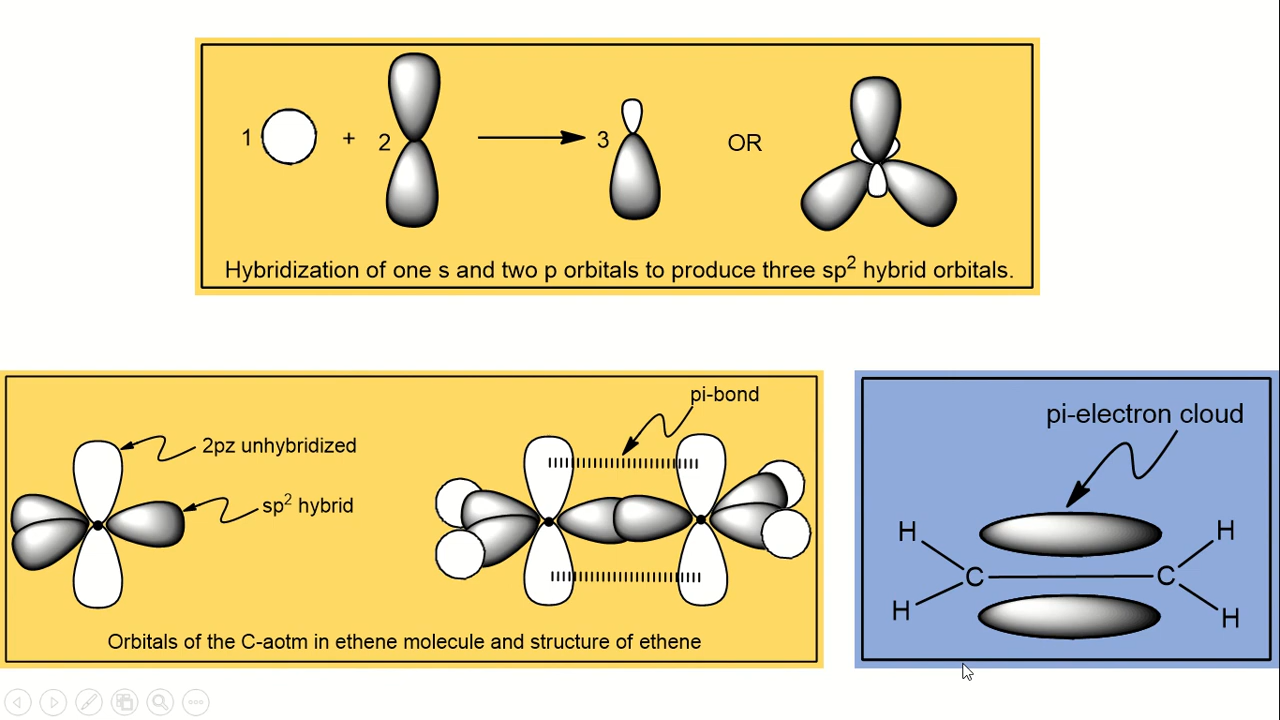 1
+
2
3
OR
Hybridization of one s and two p orbitals to produce three sp² hybrid orbitals.
2pz unhybridized
sp² hybrid
pi-bond
Orbitals of the C-aotm in ethene molecule and structure of ethene
pi-electron cloud
H H
C C
H H